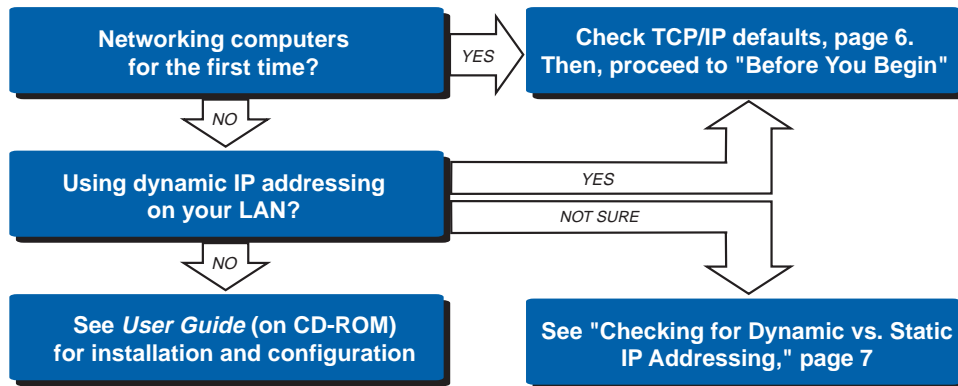 Networking computers
for the first time?
YES
Check TCP/IP defaults, page 6.
Then, proceed to "Before You Begin"
NO
Using dynamic IP addressing
on your LAN?
YES
NOT SURE
NO
See User Guide (on CD-ROM)
for installation and configuration
See "Checking for Dynamic vs. Static
IP Addressing," page 7